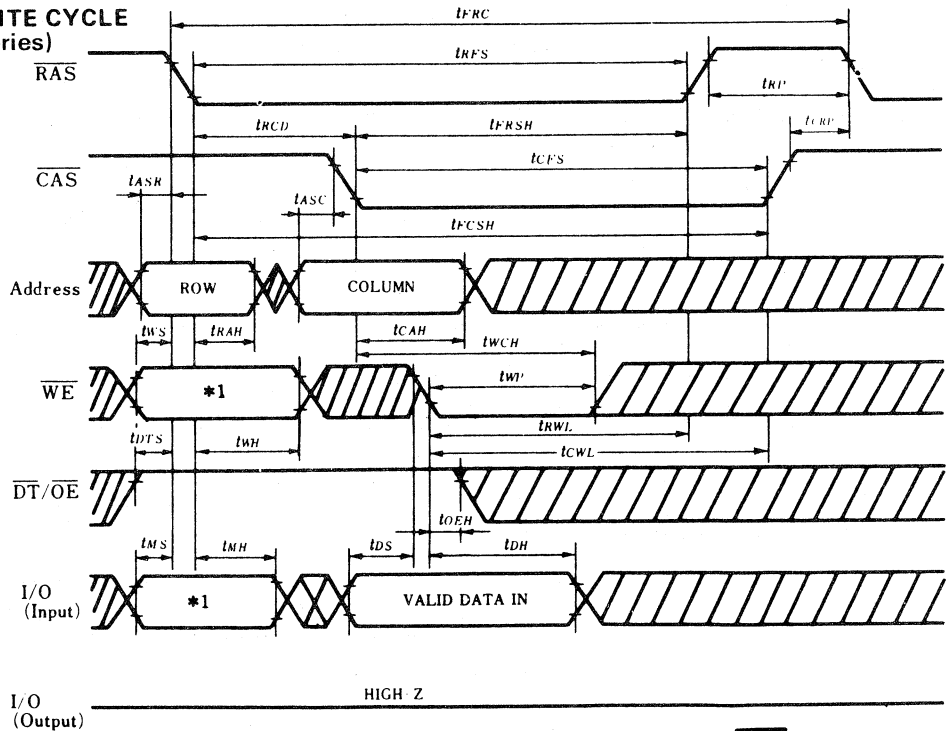 ITE CYCLE
ries)
tFRC
RAS
tRFS
tRP
tRCD
tFRSH
tCRP
CAS
tASR
tASC
tCFS
tFCSH
Address
ROW
COLUMN
tWS
tRAH
tCAH
tWCH
WE
*1
tWP
tDTS
tWH
tRWL
tCWL
DT/OE
tOEH
tMS
tMH
tDS
tDH
I/O
(Input)
*1
VALID DATA IN
I/O
(Output)
HIGH-Z